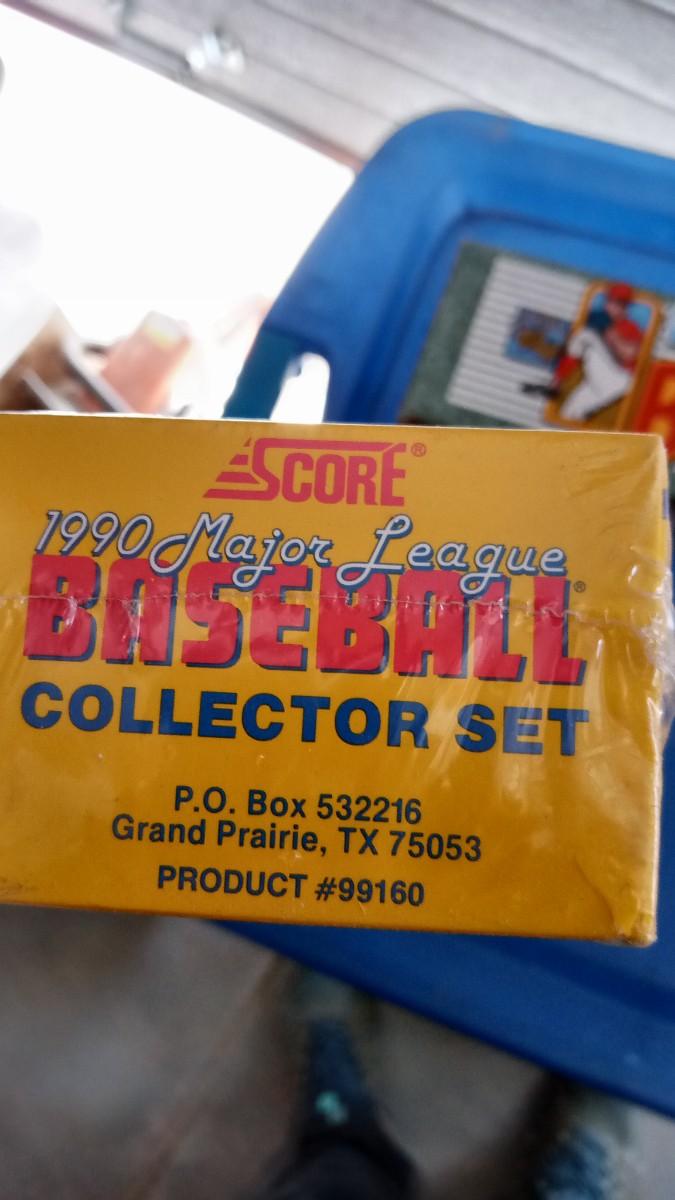 SCORE®
1990 Major League
BASEBALL®
COLLECTOR SET
P.O. Box 532216
Grand Prairie, TX 75053
PRODUCT #99160